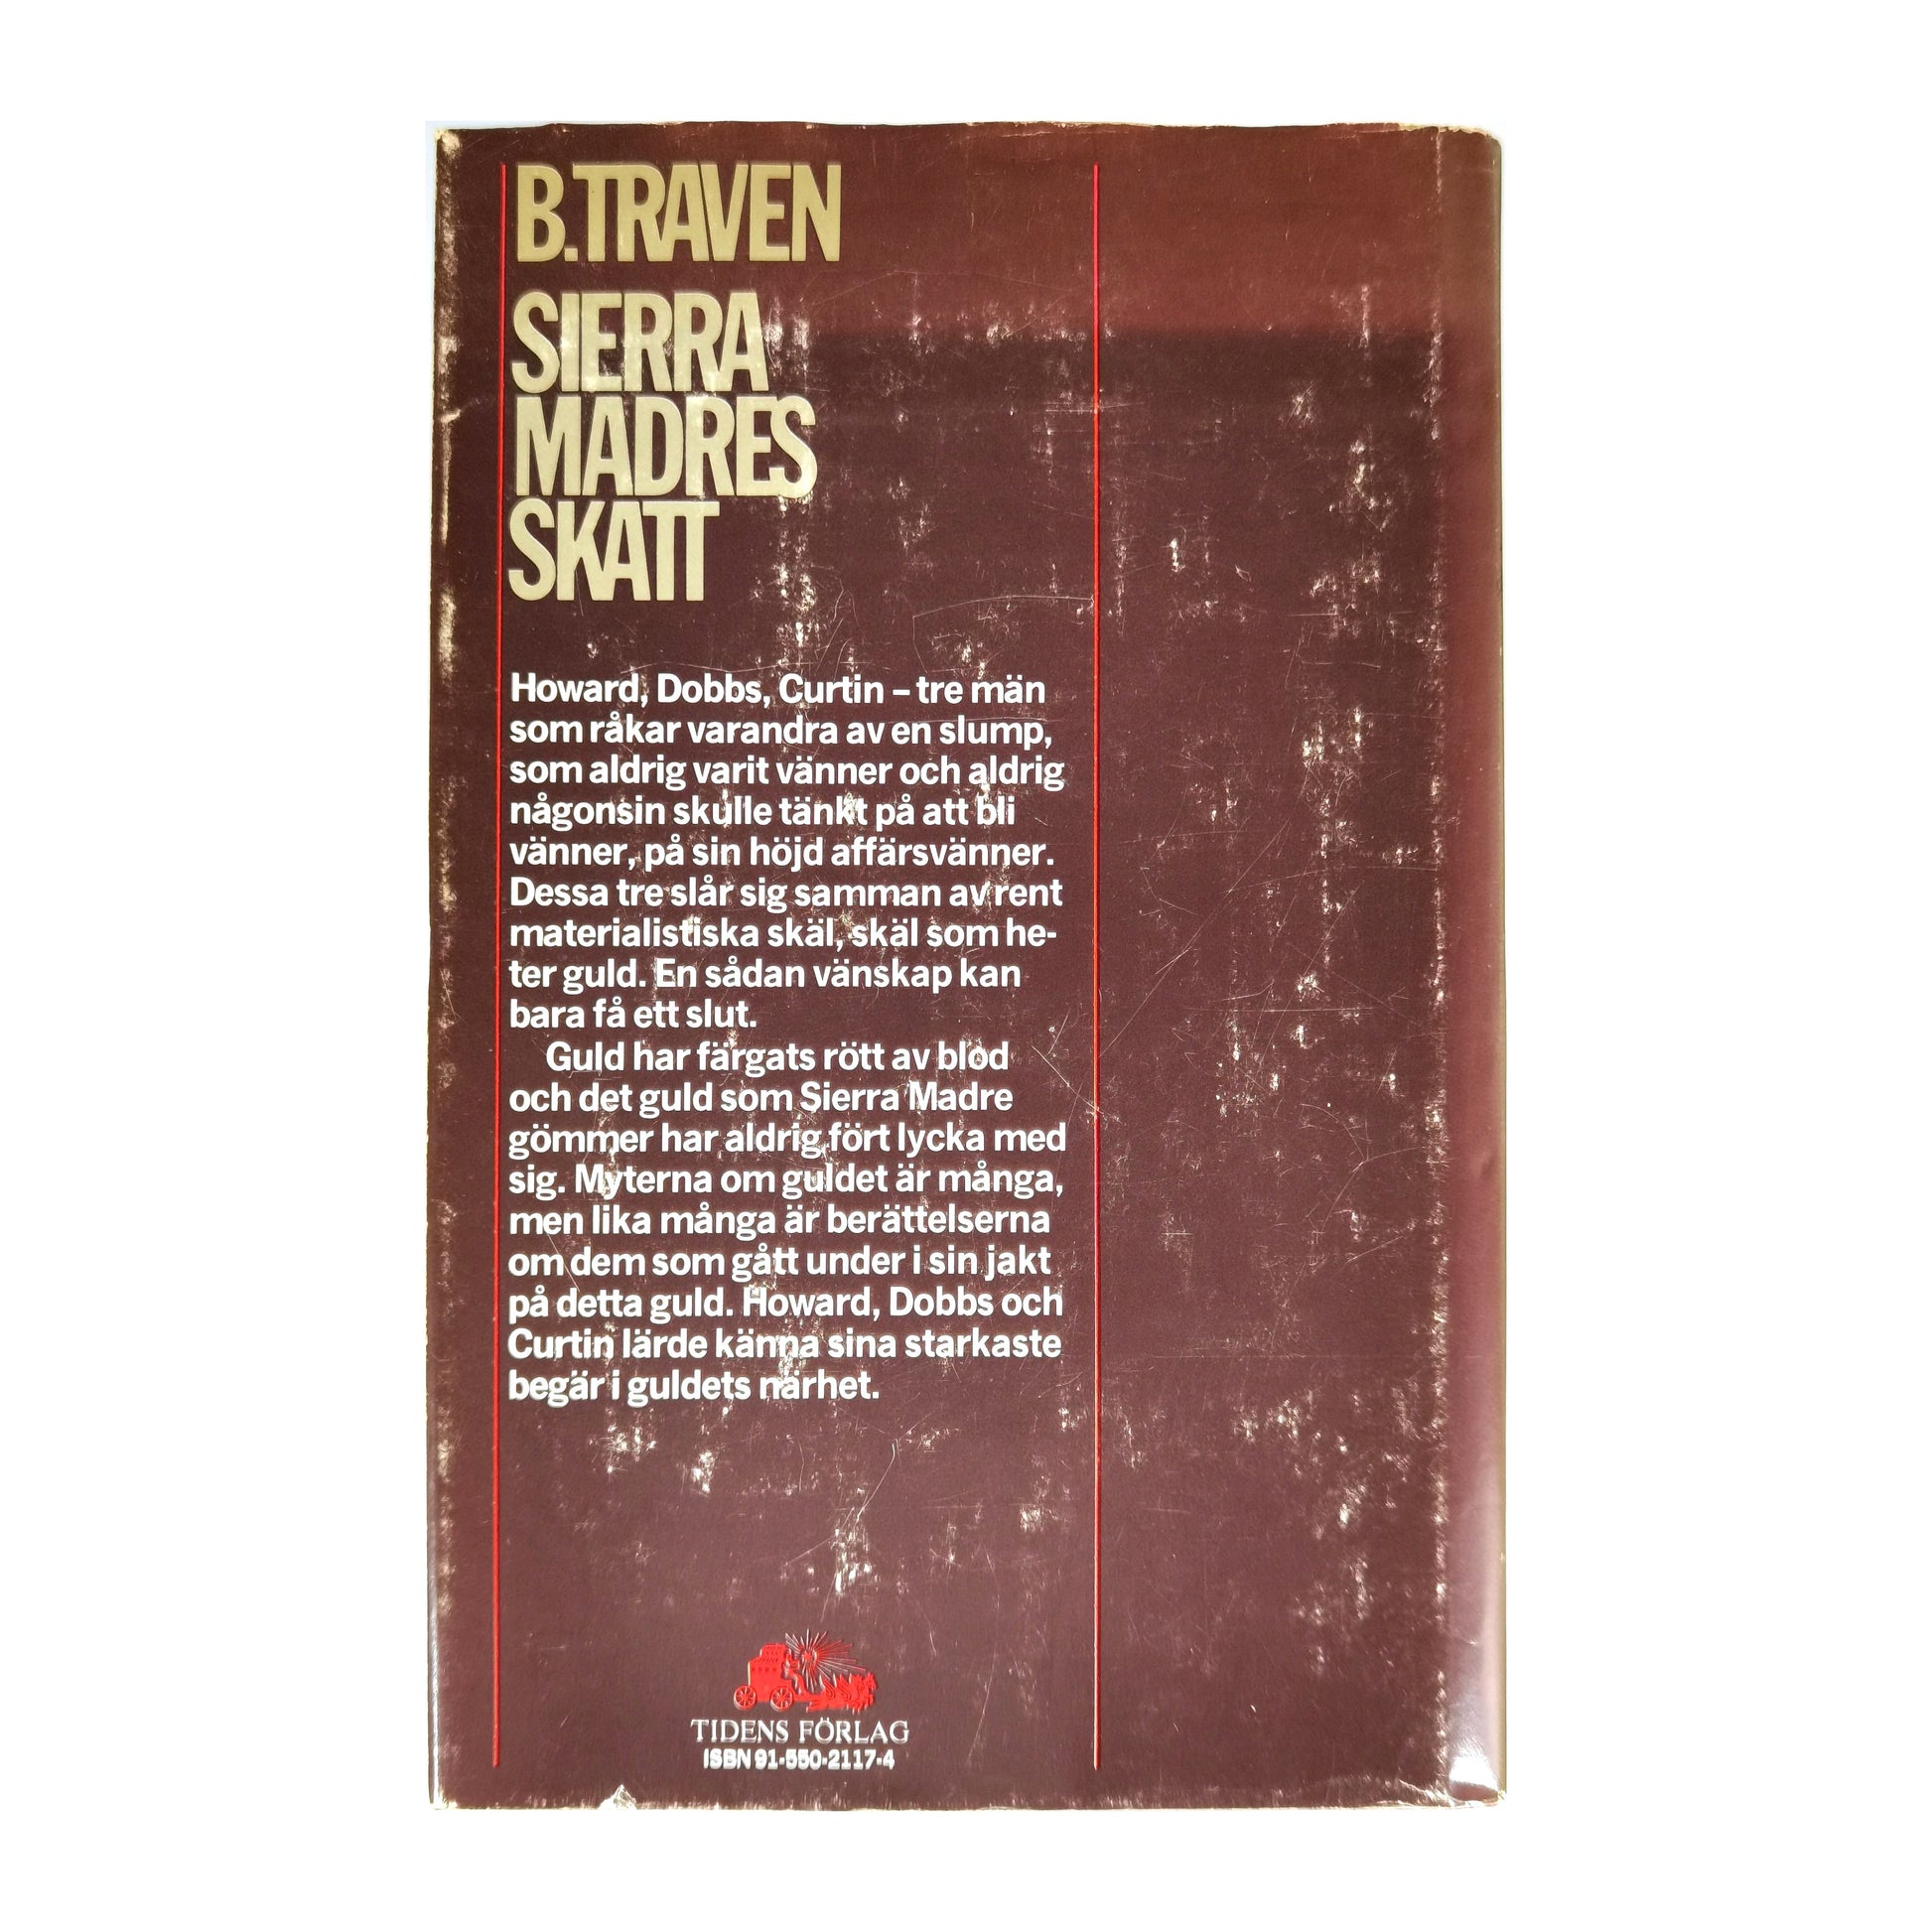 B.TRAVEN
SIERRA
MADRES
SKATT
Howard, Dobbs, Curtin – tre män
som råkar varandra av en slump,
som aldrig varit vänner och aldrig
någonsin skulle tänkt på att bli
vänner, på sin höjd affärsvänner.
Dessa tre slår sig samman av rent
materialistiska skäl, skäl som he-
ter guld. En sådan vänskap kan
bara få ett slut.
Guld har färgats rött av blod
och det guld som Sierra Madre
gömmer har aldrig fört lycka med
sig. Myterna om guldet är många,
men lika många är berättelserna
om dem som gått under i sin jakt
på detta guld. Howard, Dobbs och
Curtin lärde känna sina starkaste
begär i guldets närhet.
TIDENS FÖRLAG
ISBN 91-550-2117-4